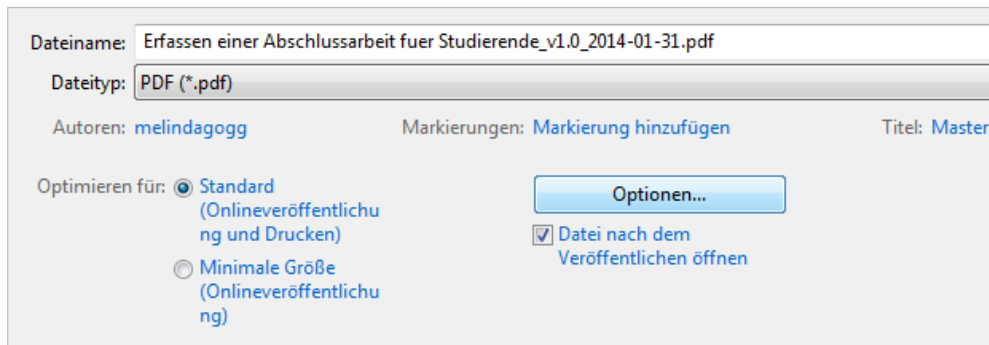 Dateiname: Erfassen einer Abschlussarbeit fuer Studierende_v1.0_2014-01-31.pdf
Dateityp: PDF (*.pdf)
Autoren: melindagogg Markierungen: Markierung hinzufügen Titel: Master
Optimieren für: Standard
(Onlineveröffentlichu
ng und Drucken)
Optionen...
Datei nach dem
Veröffentlichen öffnen
Minimale Größe
(Onlineveröffentlichu
ng)